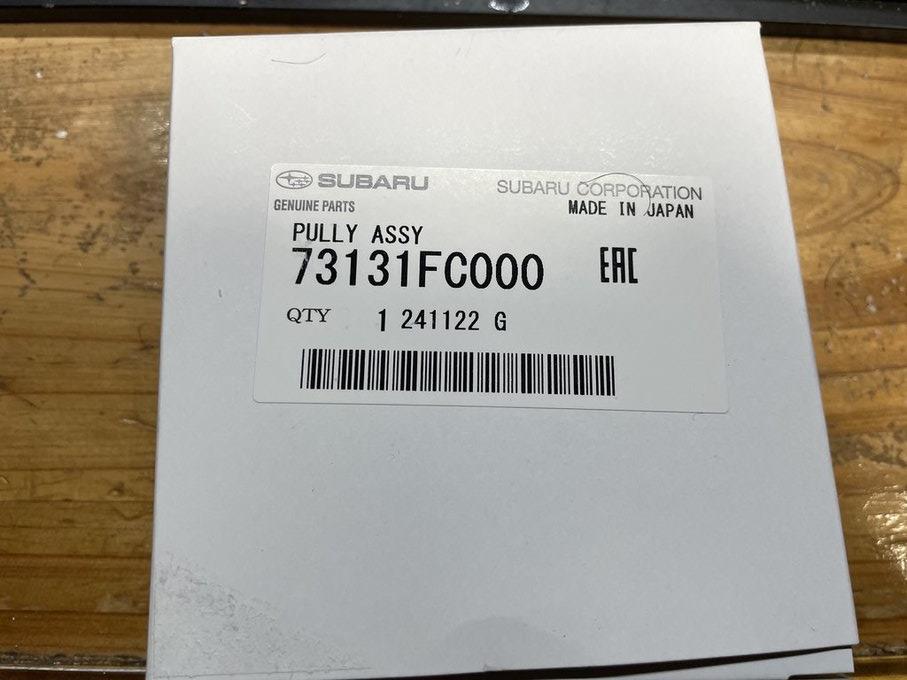 SUBARU
SUBARU CORPORATION
GENUINE PARTS
MADE IN JAPAN
PULLY ASSY
73131FC000
EAC
QTY 1 241122 G